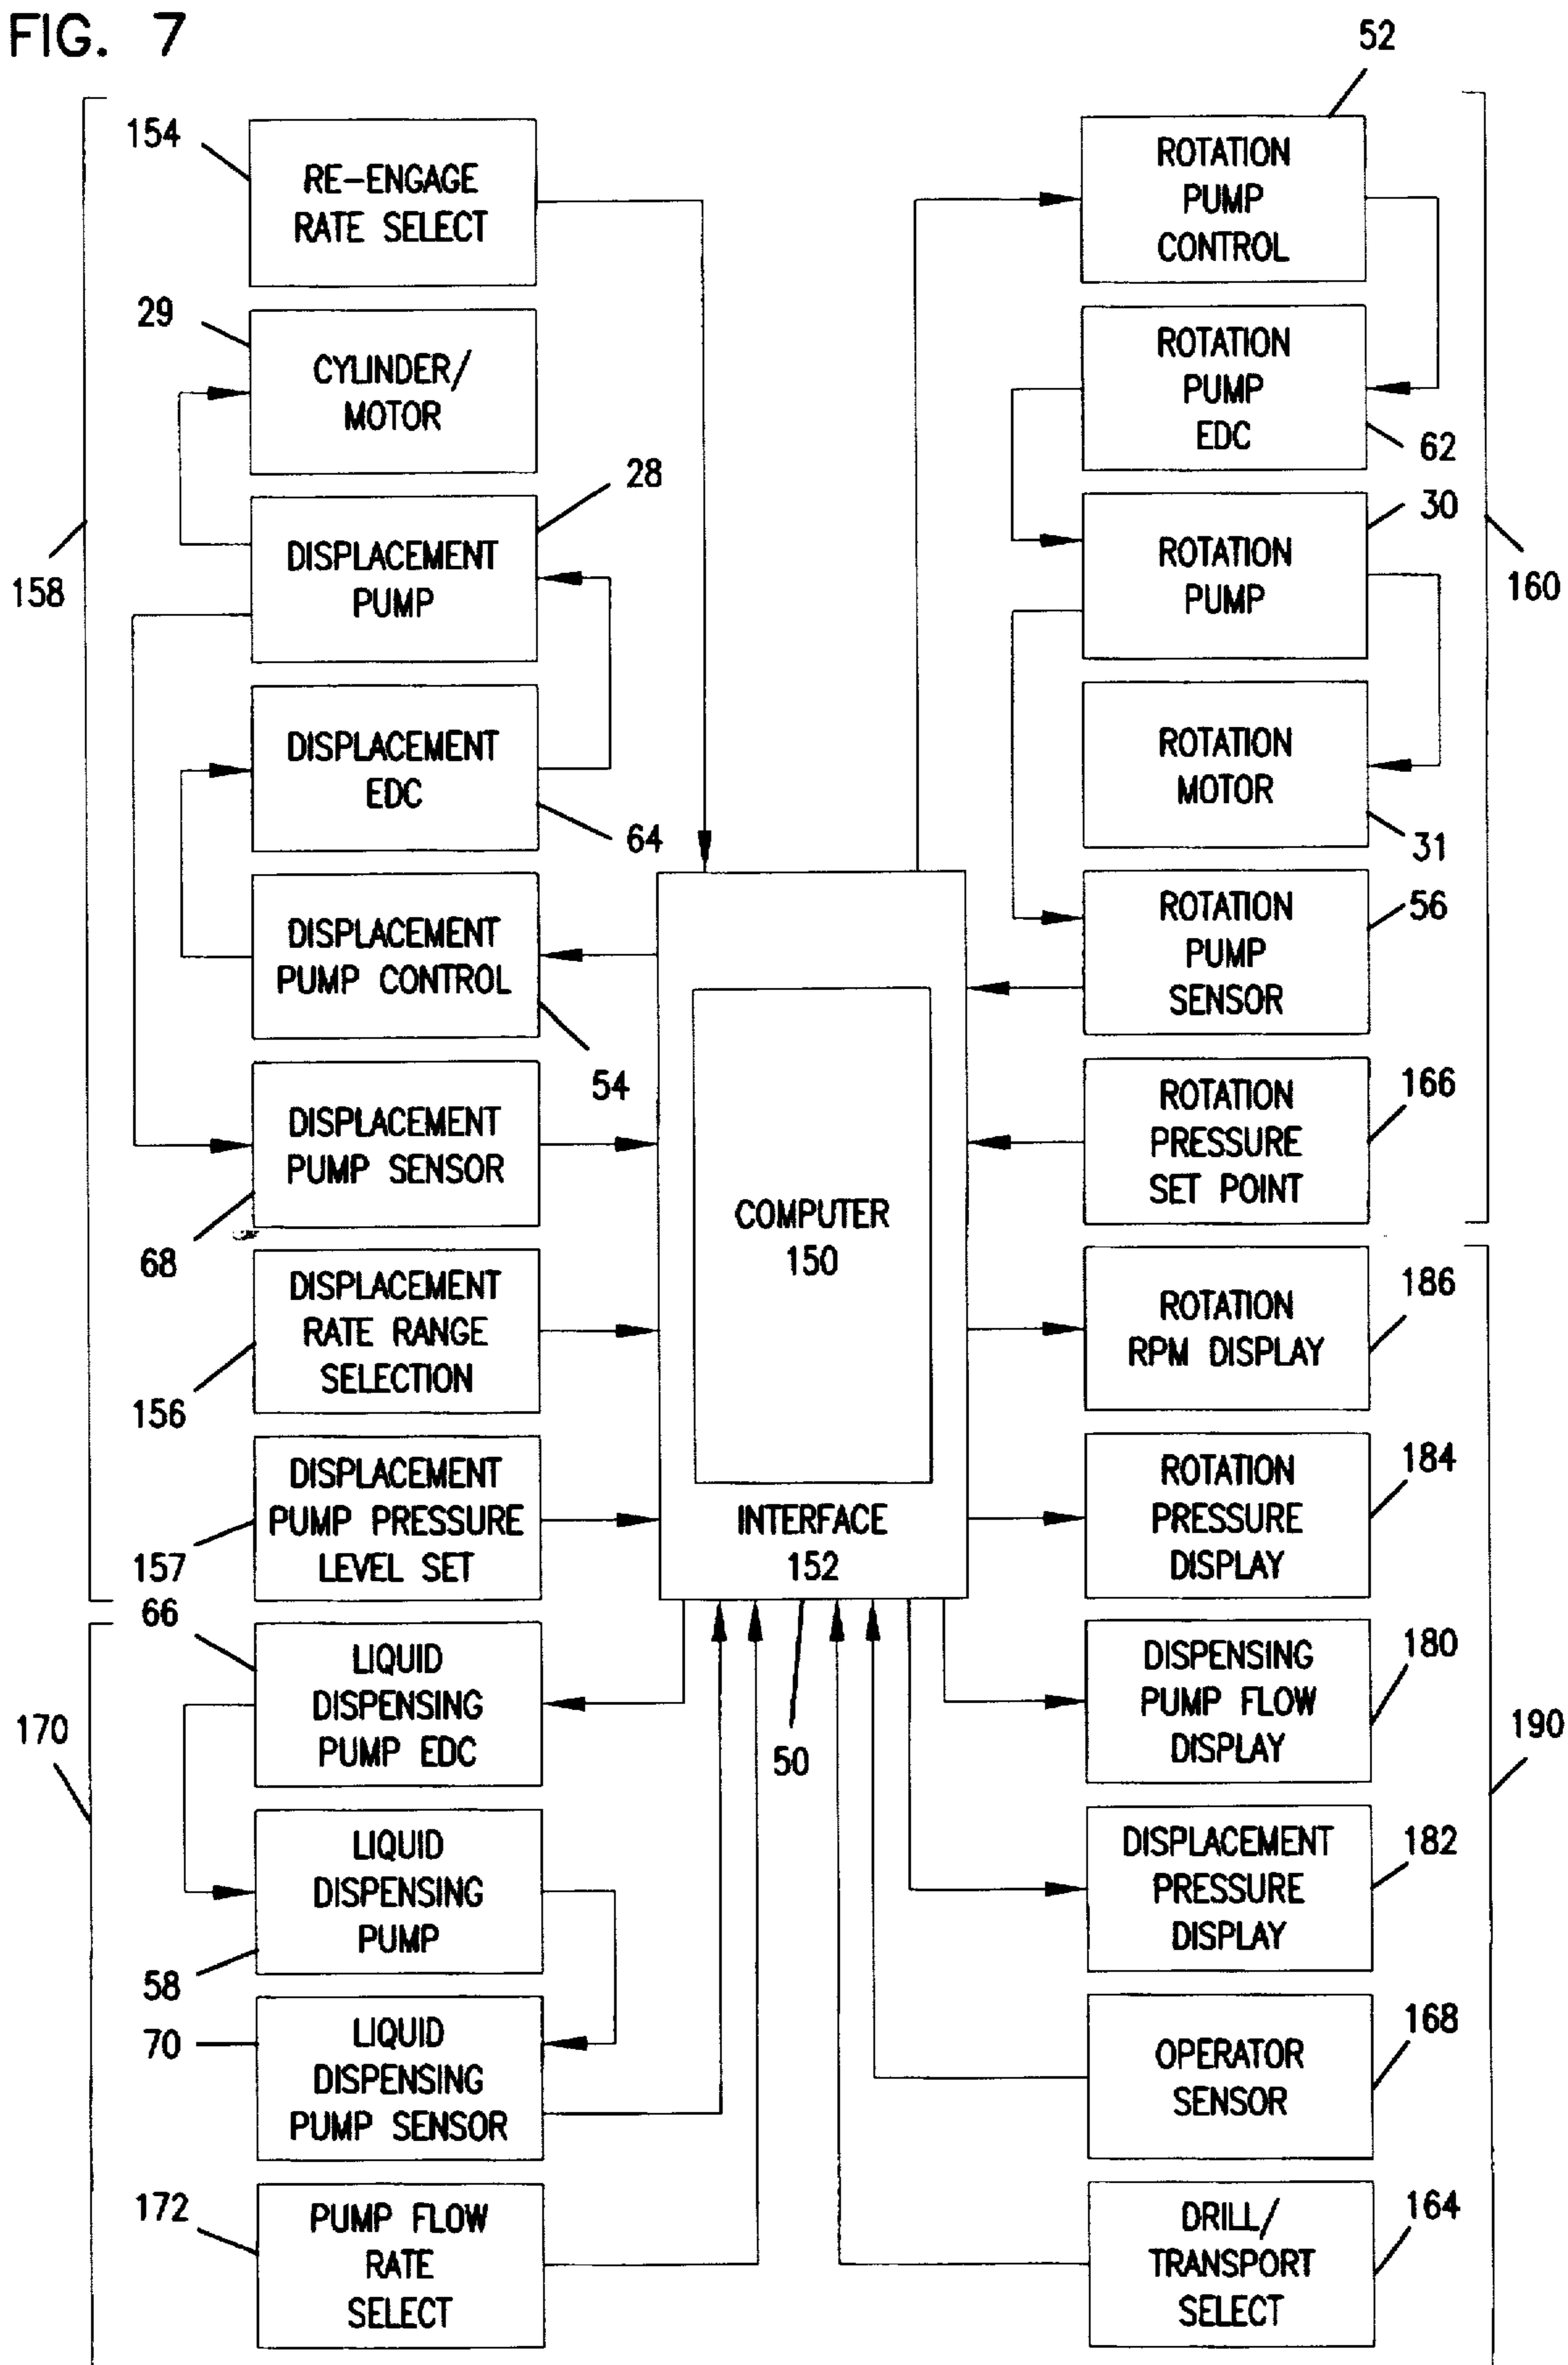 FIG. 7
158
154
RE-ENGAGE
RATE SELECT
29
CYLINDER/
MOTOR
28
DISPLACEMENT
PUMP
DISPLACEMENT
EDC
64
DISPLACEMENT
PUMP CONTROL
54
DISPLACEMENT
PUMP SENSOR
68
DISPLACEMENT
RATE RANGE
SELECTION
156
DISPLACEMENT
PUMP PRESSURE
LEVEL SET
157
170
66
LIQUID
DISPENSING
PUMP EDC
LIQUID
DISPENSING
PUMP
58
70
LIQUID
DISPENSING
PUMP SENSOR
172
PUMP FLOW
RATE
SELECT
COMPUTER
150
INTERFACE
152
50
52
ROTATION
PUMP
CONTROL
ROTATION
PUMP
EDC
62
30
ROTATION
PUMP
160
ROTATION
MOTOR
31
ROTATION
PUMP
SENSOR
56
ROTATION
PRESSURE
SET POINT
166
ROTATION
RPM DISPLAY
186
ROTATION
PRESSURE
DISPLAY
184
DISPENSING
PUMP FLOW
DISPLAY
180
190
DISPLACEMENT
PRESSURE
DISPLAY
182
OPERATOR
SENSOR
168
DRILL/
TRANSPORT
SELECT
164